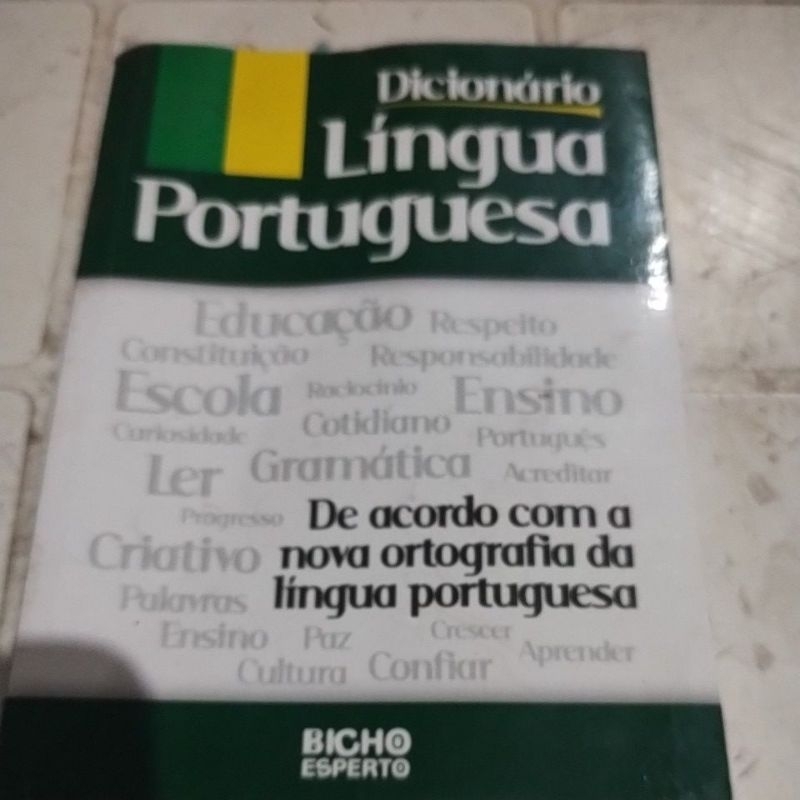 Dicionário
Língua
Portuguesa
Educação Respeito
Constituição Responsabilidade
Escola Raciocínio Ensino
Curiosidade Cotidiano Português
Ler Gramática Acreditar
Progresso De acordo com a
Criativo nova ortografia da
Palavras língua portuguesa
Ensino Paz Crescer
Cultura Confiar Aprender
BICHO
ESPERTO